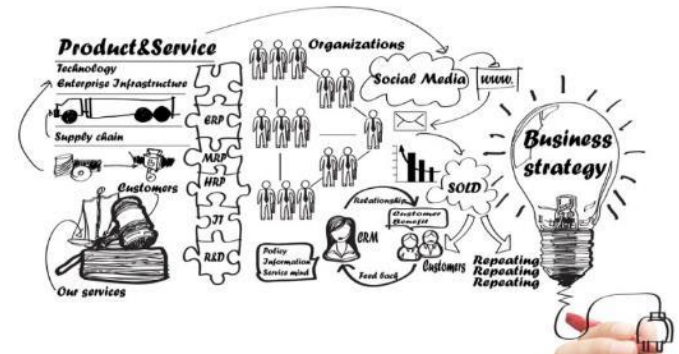 Product&Service
Technology
Enterprise Infrastructure
Supply chain
Customers
Our services
ERP
MRP
HRP
IT
R&D
Organizations
Social Media
www.
SOLD
Relationship
Customer
Benefit
CRM
Policy
Information
Service mind
Feed back
Customers
Repeating
Repeating
Repeating
Business
strategy